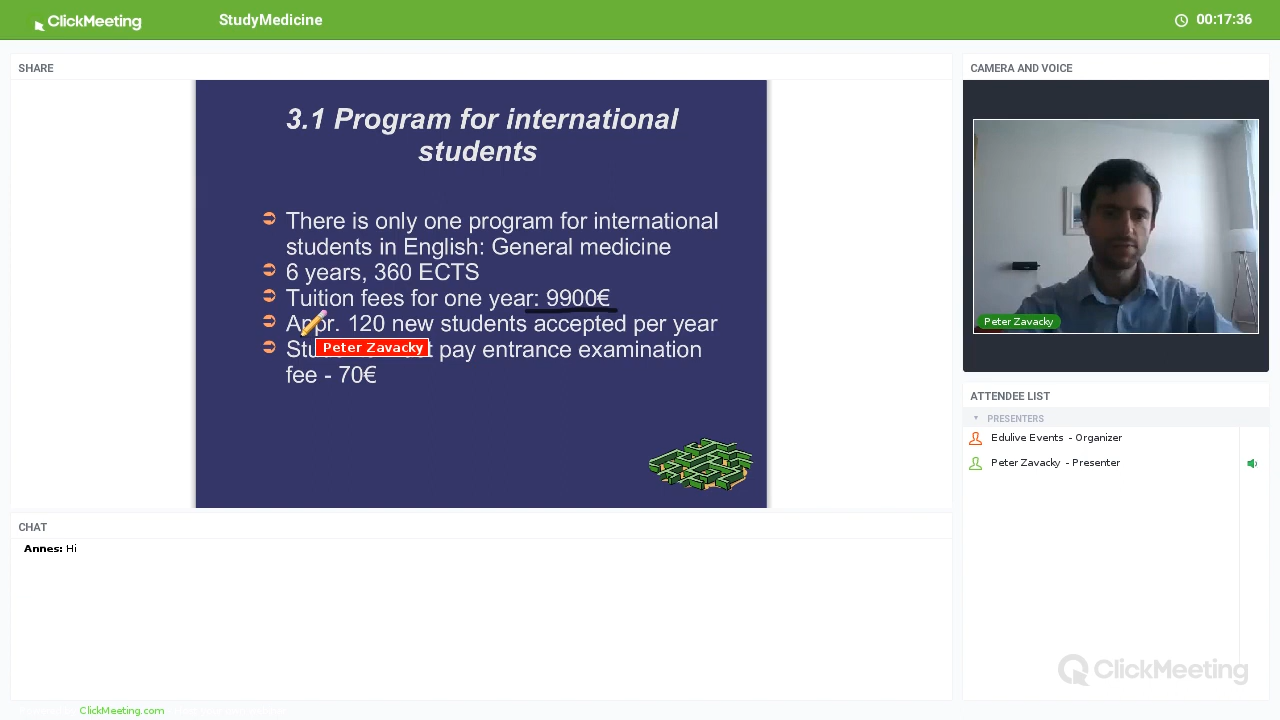 ClickMeeting
StudyMedicine
00:17:36
SHARE
3.1 Program for international
students
There is only one program for international
students in English: General medicine
6 years, 360 ECTS
Tuition fees for one year: 9900€
Appr. 120 new students accepted per year
pay entrance examination
Peter Zavacky
fee - 70€
CHAT
Annes: Hi
CAMERA AND VOICE
Peter Zavacky
ATTENDEE LIST
PRESENTERS
Edulive Events - Organizer
Peter Zavacky - Presenter
ClickMeeting
ClickMeeting.com